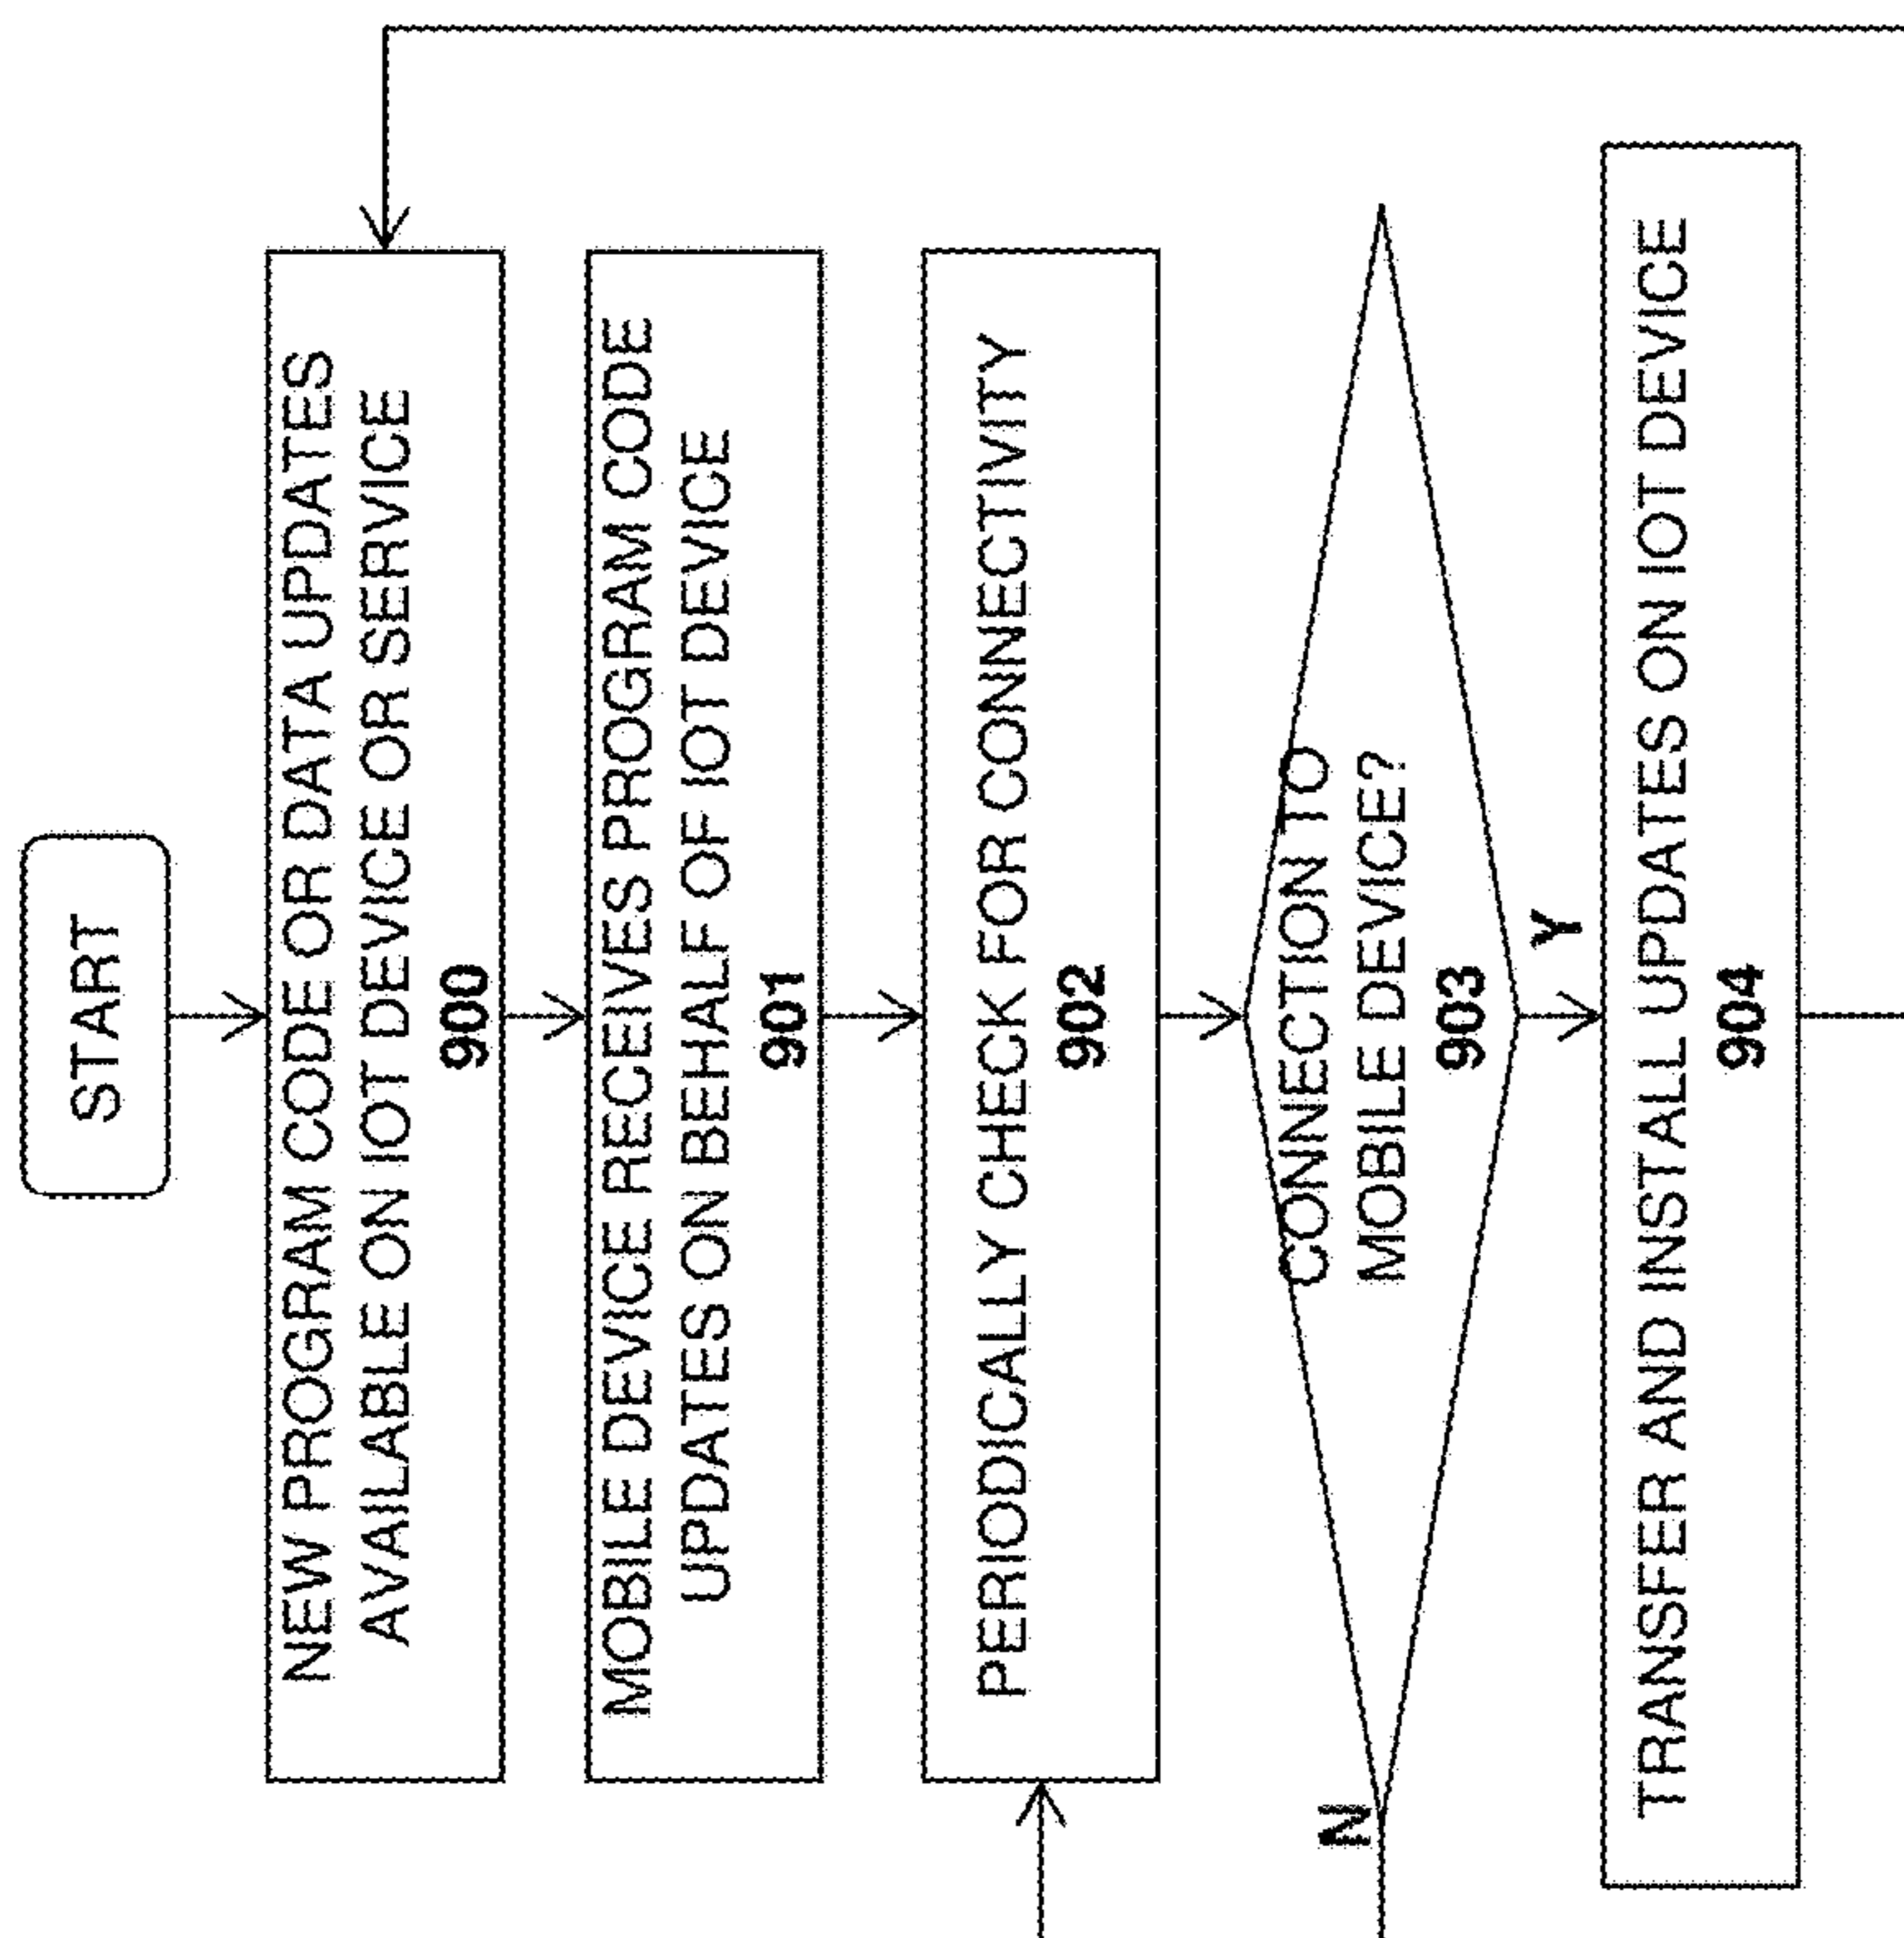 START
NEW PROGRAM CODE OR DATA UPDATES
AVAILABLE ON IOT DEVICE OR SERVICE
900
MOBILE DEVICE RECEIVES PROGRAM CODE
UPDATES ON BEHALF OF IOT DEVICE
901
PERIODICALLY CHECK FOR CONNECTIVITY
902
CONNECTION TO
MOBILE DEVICE?
903
N
Y
TRANSFER AND INSTALL UPDATES ON IOT DEVICE
904